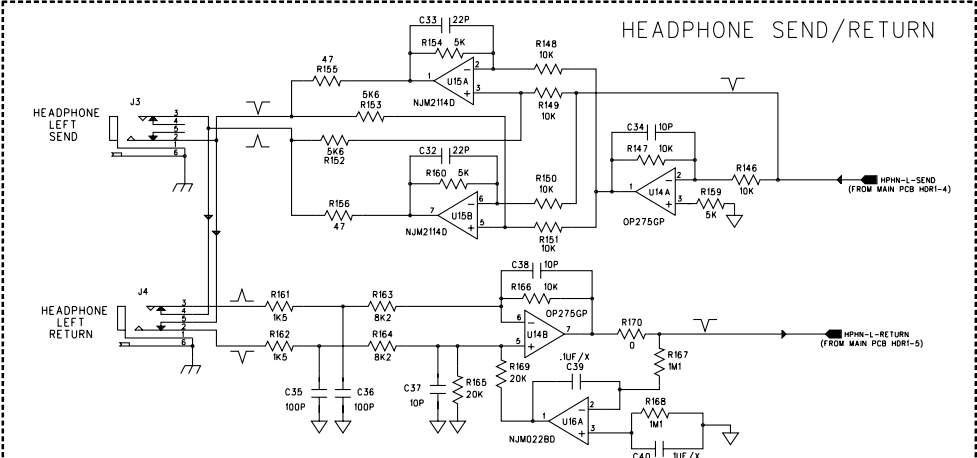 HEADPHONE SEND/RETURN
HEADPHONE
LEFT
SEND
J3
3
4
5
2
1
6
47
R155
5K6
R153
5K6
R152
R156
47
C33 22P
R154 5K
1
U15A
2
3
NJM2114D
C32 22P
R160 5K
7
U15B
6
5
NJM2114D
R148
10K
R149
10K
R150
10K
R151
10K
C34 10P
R147
10K
1
U14A
2
3
OP275GP
R146
10K
R159
5K
HPHN-L-SEND
(FROM MAIN PCB HDR1-4)
HEADPHONE
LEFT
RETURN
J4
3
4
5
2
1
6
R161
1K5
R162
1K5
R163
8K2
R164
8K2
C35
100P
C36
100P
C37
10P
R165
20K
R169
20K
C38 10P
R166 10K
OP275GP
6
5
U14B
7
R170
0
R167
1M1
.1UF/X
C39
1
U16A
2
3
NJM022BD
R168
1M1
C40 .1UF/X
HPHN-L-RETURN
(FROM MAIN PCB HDR1-5)